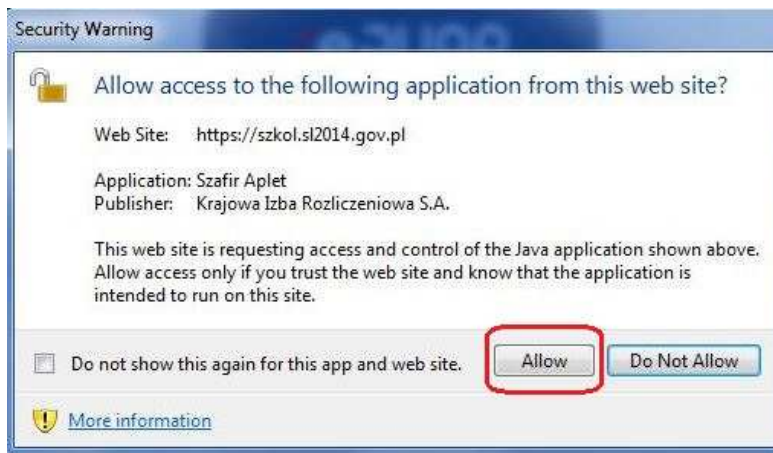 Security Warning
Allow access to the following application from this web site?
Web Site: https://szkol.sl2014.gov.pl
Application: Szafir Aplet
Publisher: Krajowa Izba Rozliczeniowa S.A.
This web site is requesting access and control of the Java application shown above.
Allow access only if you trust the web site and know that the application is
intended to run on this site.
Do not show this again for this app and web site. Allow Do Not Allow
More information